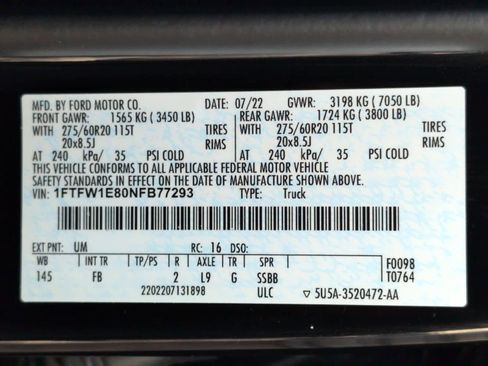 MFD. BY FORD MOTOR CO. DATE: 07/22 GVWR: 3198 KG ( 7050 LB)
FRONT GAWR: 1565 KG ( 3450 LB) REAR GAWR: 1724 KG ( 3800 LB)
WITH 275/60R20 115T TIRES WITH 275/60R20 115T TIRES
20x8.5J RIMS 20x8.5J RIMS
AT 240 kPa/ 35 PSI COLD AT 240 kPa/ 35 PSI COLD
THIS VEHICLE CONFORMS TO ALL APPLICABLE FEDERAL MOTOR VEHICLE
SAFETY STANDARDS IN EFFECT ON THE DATE OF MANUFACTURE SHOWN ABOVE.
VIN: 1FTFW1E80NFB77293 TYPE: Truck
EXT PNT: UM RC: 16 DSO:
WB INT TR TP/PS R AXLE TR SPR F0098
145 FB 2 L9 G SSBB T0764
2202207131898 ULC ▽ 5U5A-3520472-AA